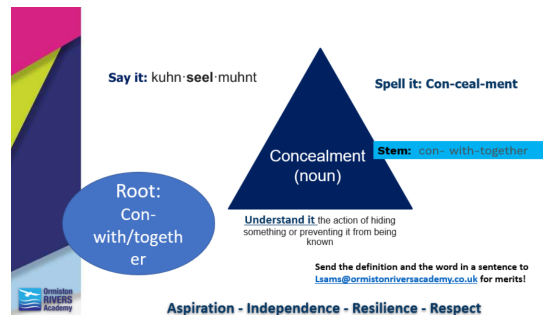 Say it: kuhn·seel·muhnt
Spell it: Con-ceal-ment
Concealment
(noun)
Stem: con- with-together
Root:
Con-
with/togeth
er
Understand it the action of hiding
something or preventing it from being
known
Send the definition and the word in a sentence to
Lsams@ormistonriversacademy.co.uk for merits!
Ormiston
RIVERS
Academy
Aspiration - Independence - Resilience - Respect